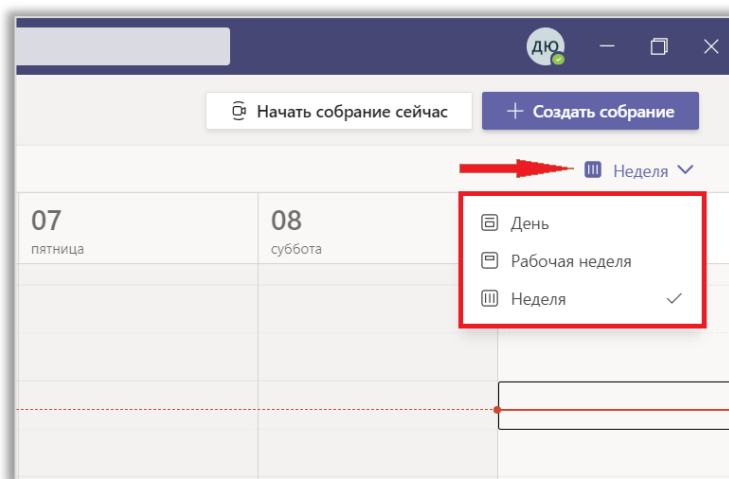 ДЮ
Начать собрание сейчас
+ Создать собрание
Неделя
07
пятница
08
суббота
День
Рабочая неделя
Неделя